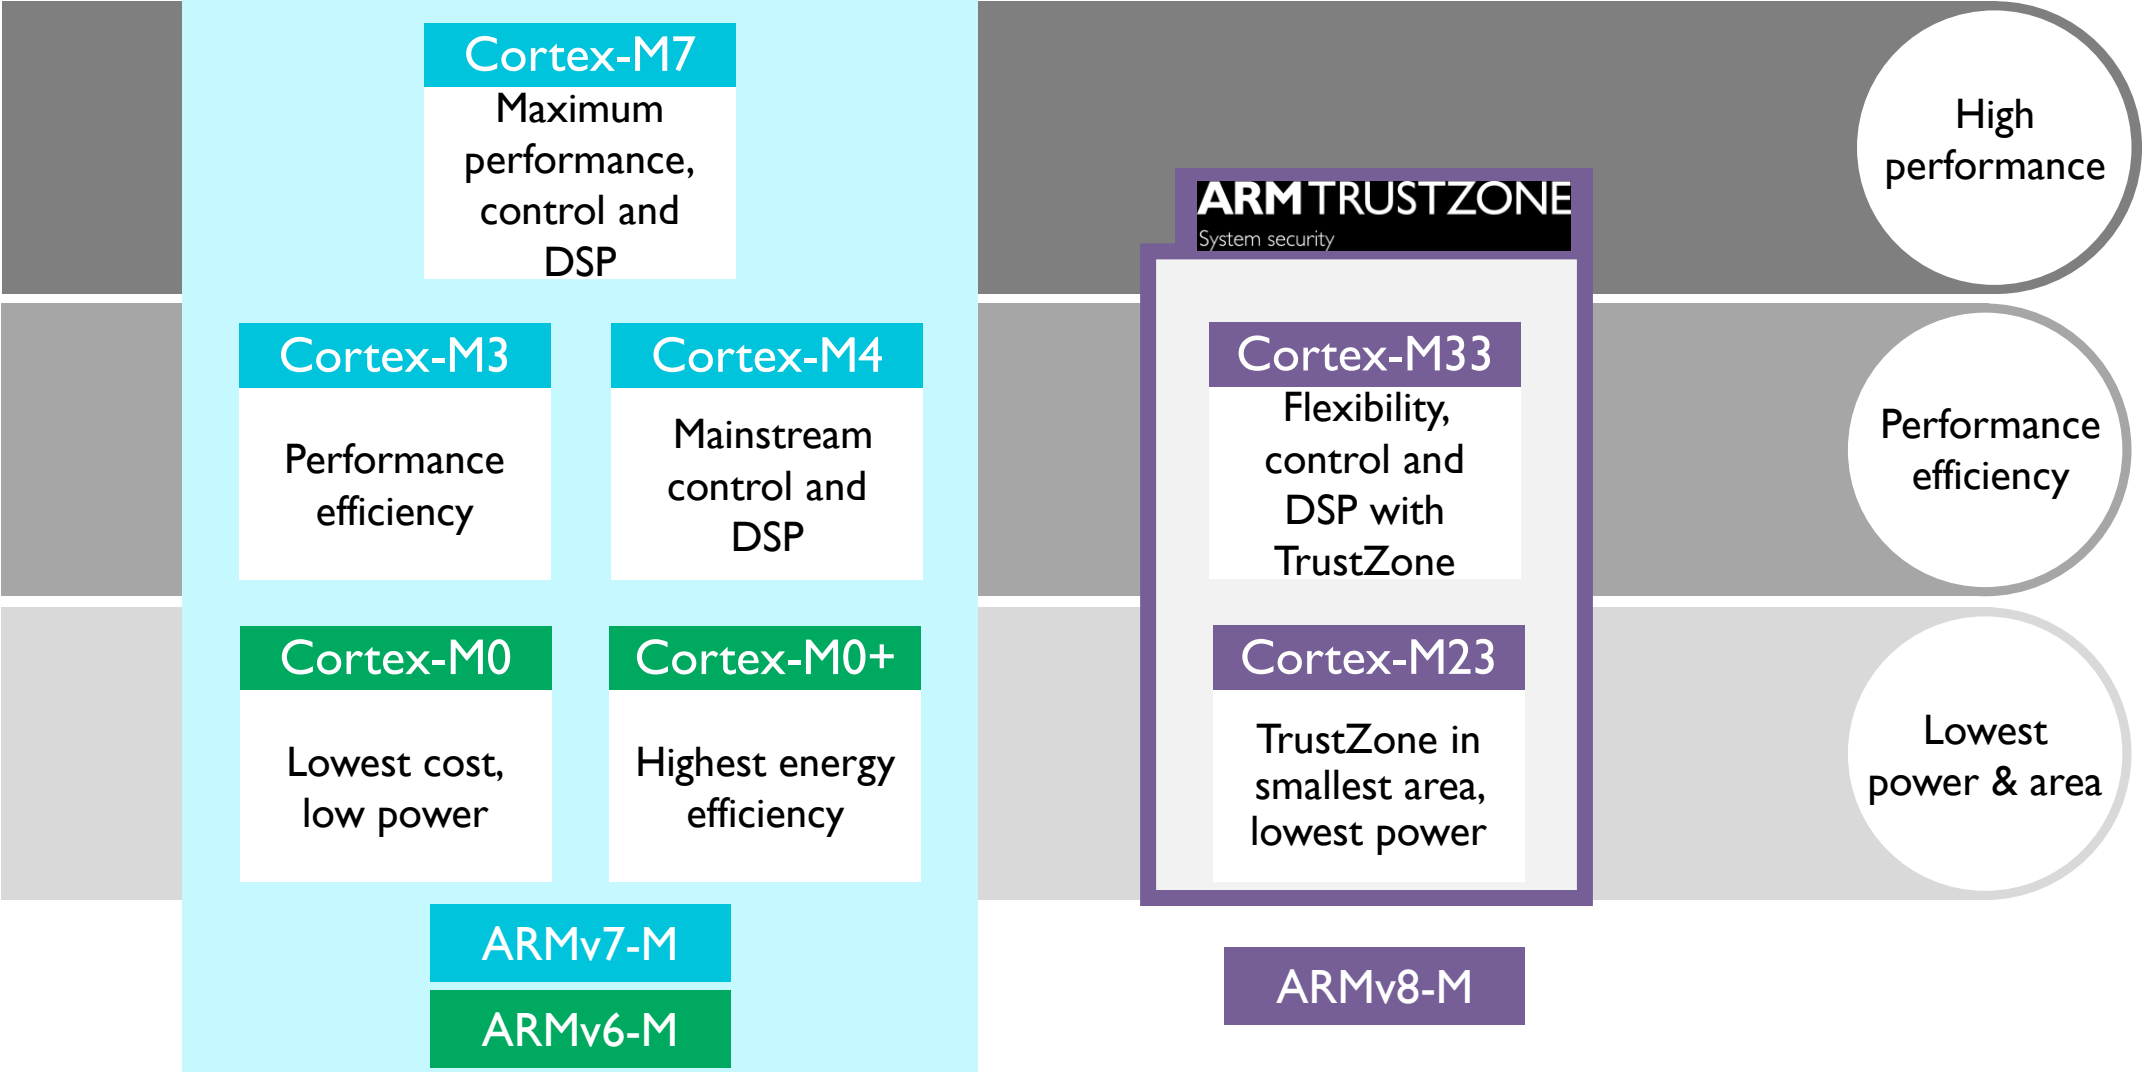 Cortex-M7
Maximum
performance,
control and
DSP
High
performance
ARMTRUSTZONE
System security
Cortex-M3
Performance
efficiency
Cortex-M4
Mainstream
control and
DSP
Cortex-M33
Flexibility,
control and
DSP with
TrustZone
Performance
efficiency
Cortex-M0
Lowest cost,
low power
Cortex-M0+
Highest energy
efficiency
Cortex-M23
TrustZone in
smallest area,
lowest power
Lowest
power & area
ARMv7-M
ARMv6-M
ARMv8-M